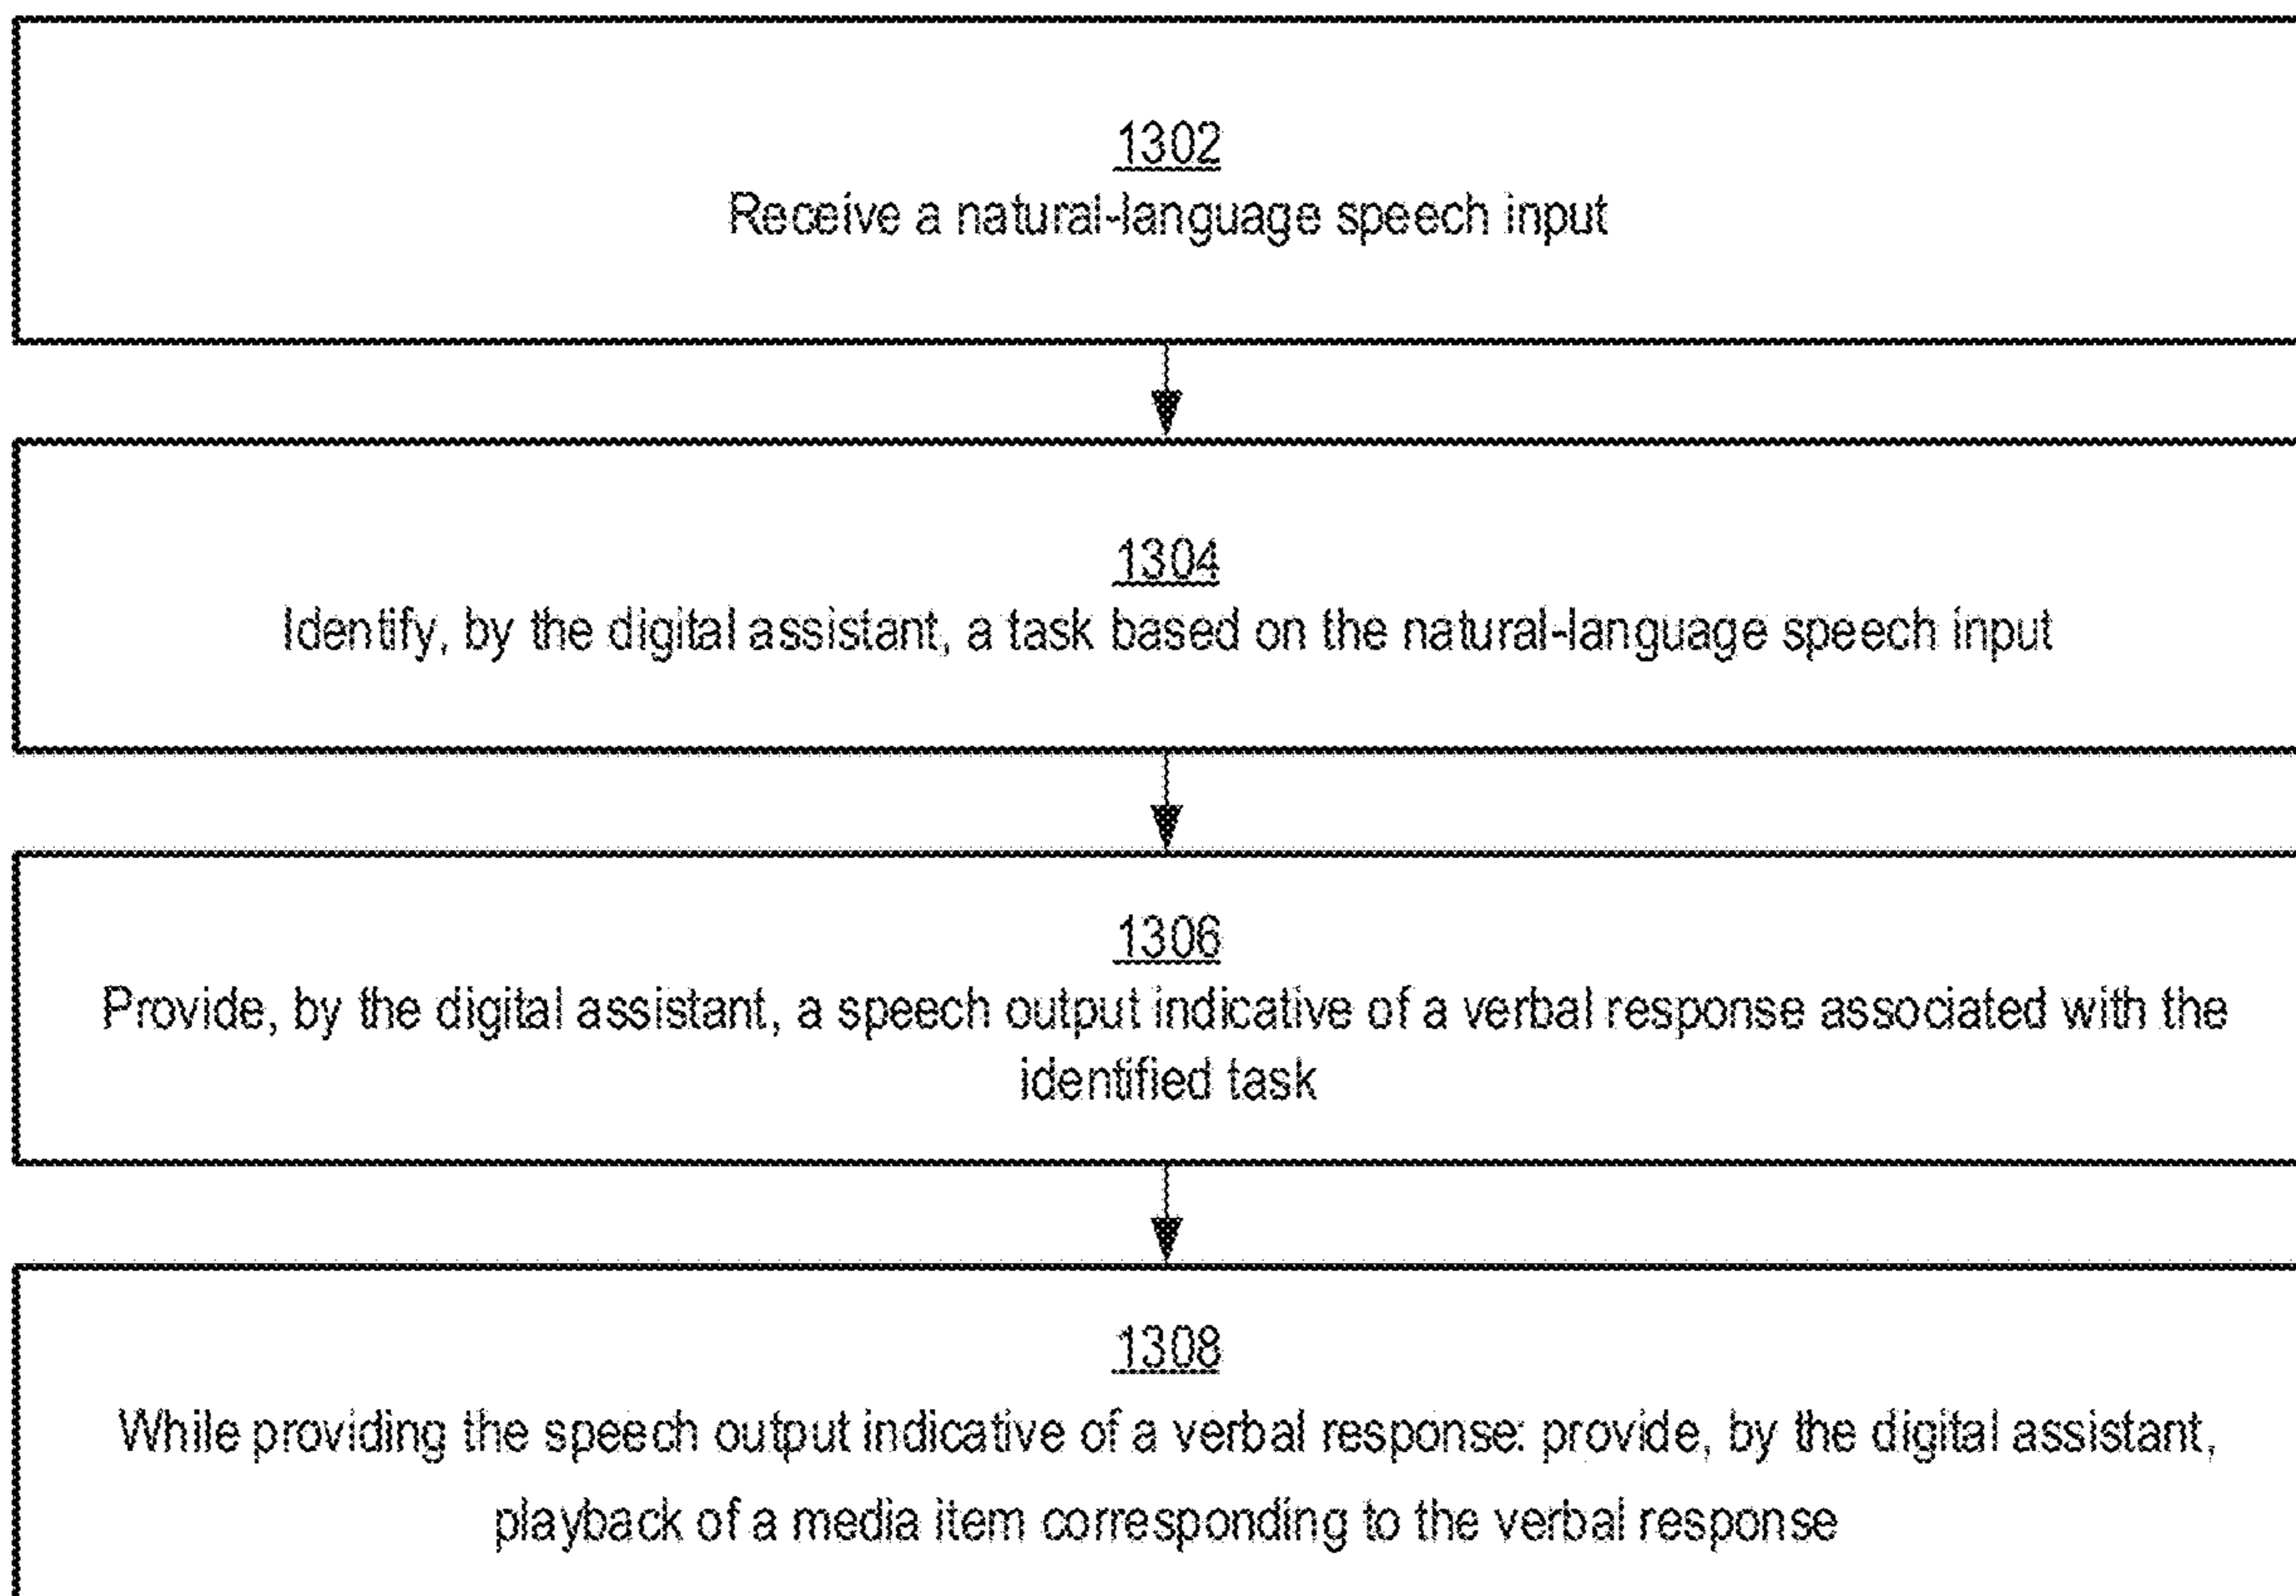 1302
Receive a natural-language speech input
1304
Identify, by the digital assistant, a task based on the natural-language speech input
1306
Provide, by the digital assistant, a speech output indicative of a verbal response associated with the
identified task
1308
While providing the speech output indicative of a verbal response: provide, by the digital assistant,
playback of a media item corresponding to the verbal response